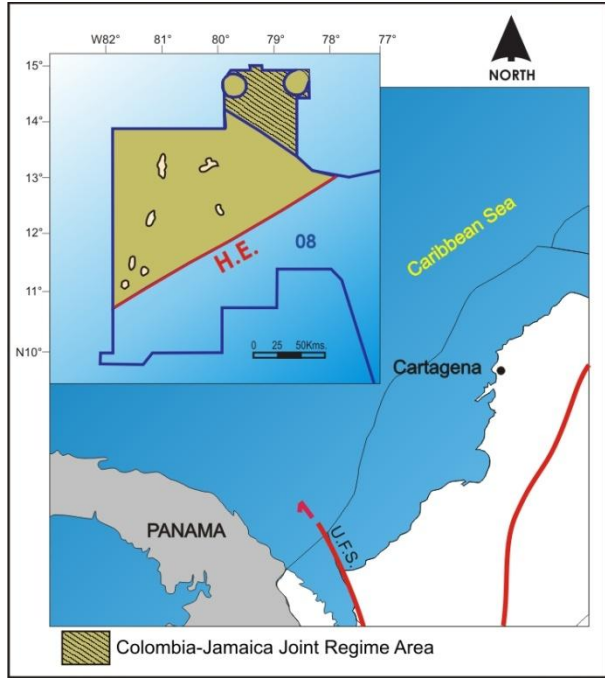 W82° 81° 80° 79° 78° 77°
NORTH
15°
14°
13°
12°
11°
N10°
H.E.
08
0 25 50Kms.
Caribbean Sea
Cartagena
PANAMA
U.F.S.
Colombia-Jamaica Joint Regime Area